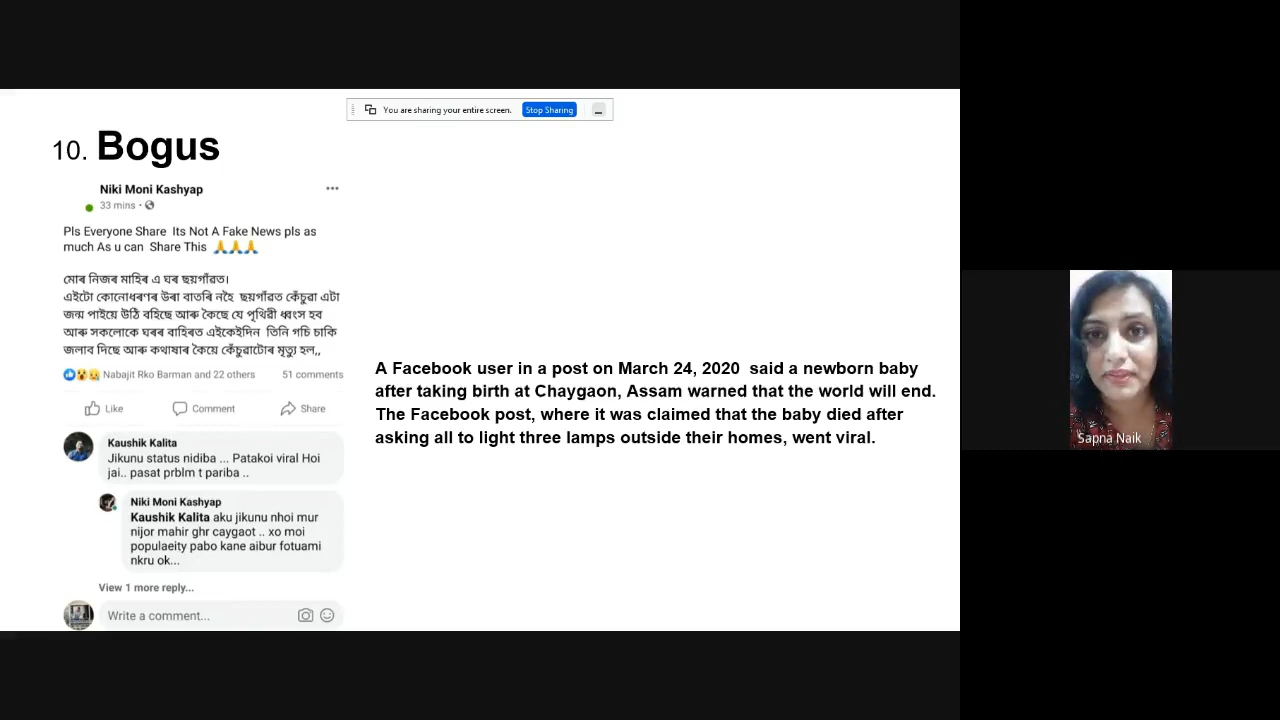 You are sharing your entire screen. Stop Sharing
10. Bogus
Niki Moni Kashyap
33 mins
Pls Everyone Share Its Not A Fake News pls as
much As u can Share This 🙏🙏🙏
মোৰ নিজৰ মাহিৰ এ ঘৰ ছয়গাঁৱত।
এইটো কোনোধৰণৰ উৰা বাতৰি নহৈ ছয়গাঁৱত কেঁচুৱা এটা
জন্ম পাইয়ে উঠি বহিছে আৰু কৈছে যে পৃথিৱী ধ্বংস হব
আৰু সকলোকে ঘৰৰ বাহিৰত এইকেইদিন তিনি গচি চাকি
জলাব দিছে আৰু কথাষাৰ কৈয়ে কেঁচুৱাটোৰ মৃত্যু হল,,
Nabajit Rko Barman and 22 others 51 comments
Like Comment Share
Kaushik Kalita
Jikunu status nidiba ... Patakoi viral Hoi
jai.. pasat prblm t pariba ..
Niki Moni Kashyap
Kaushik Kalita aku jikunu nhoi mur
nijor mahir ghr caygaot .. xo moi
populaeity pabo kane aibur fotuami
nkru ok...
View 1 more reply...
Write a comment...
A Facebook user in a post on March 24, 2020 said a newborn baby
after taking birth at Chaygaon, Assam warned that the world will end.
The Facebook post, where it was claimed that the baby died after
asking all to light three lamps outside their homes, went viral.
Sapna Naik